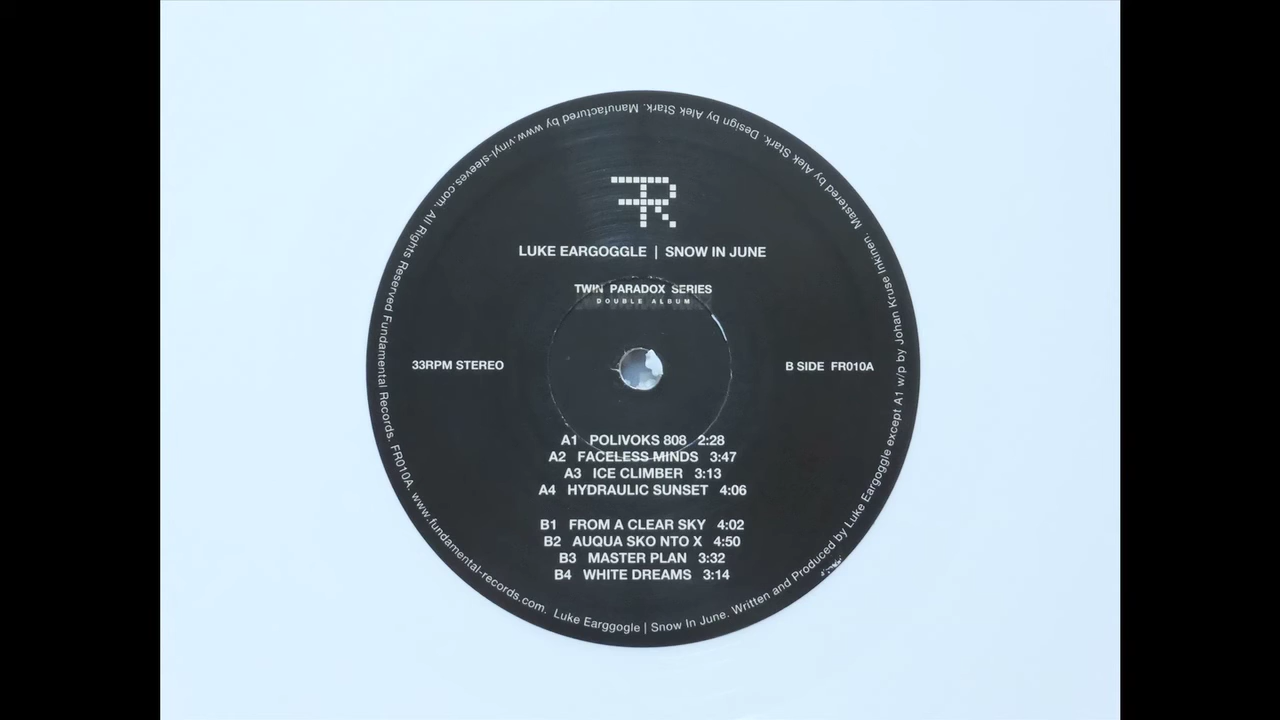 FR
LUKE EARGOGGLE | SNOW IN JUNE
TWIN PARADOX SERIES
DOUBLE ALBUM
33RPM STEREO
B SIDE FR010A
A1 POLIVOKS 808 2:28
A2 FACELESS MINDS 3:47
A3 ICE CLIMBER 3:13
A4 HYDRAULIC SUNSET 4:06
B1 FROM A CLEAR SKY 4:02
B2 AUQUA SKO NTO X 4:50
B3 MASTER PLAN 3:32
B4 WHITE DREAMS 3:14
Luke Earggogle | Snow In June. Written and Produced by Luke Eargoggle except A1 w/p by Johan Kruse Inkinen. Mastered by Alek Stark. Design by Alek Stark. Manufactured by www.vinyl-sleeves.com. All Rights Reserved Fundamental Records. FR010A. www.fundamental-records.com.